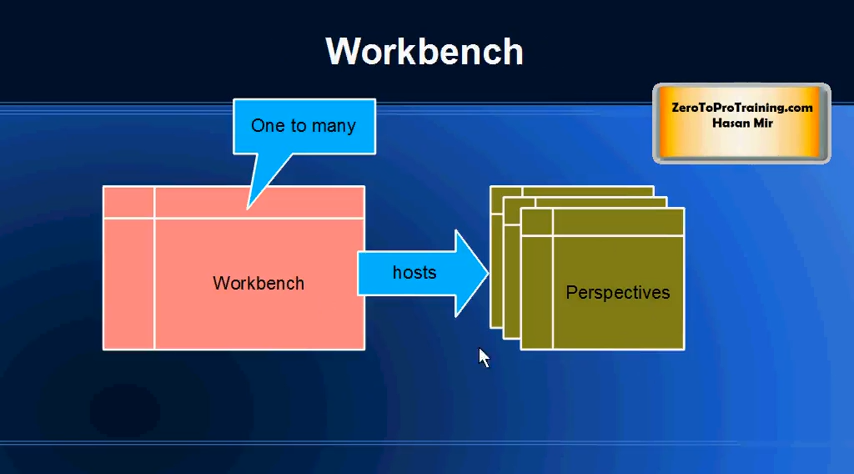 Workbench
ZeroToProTraining.com
Hasan Mir
One to many
Workbench
hosts
Perspectives